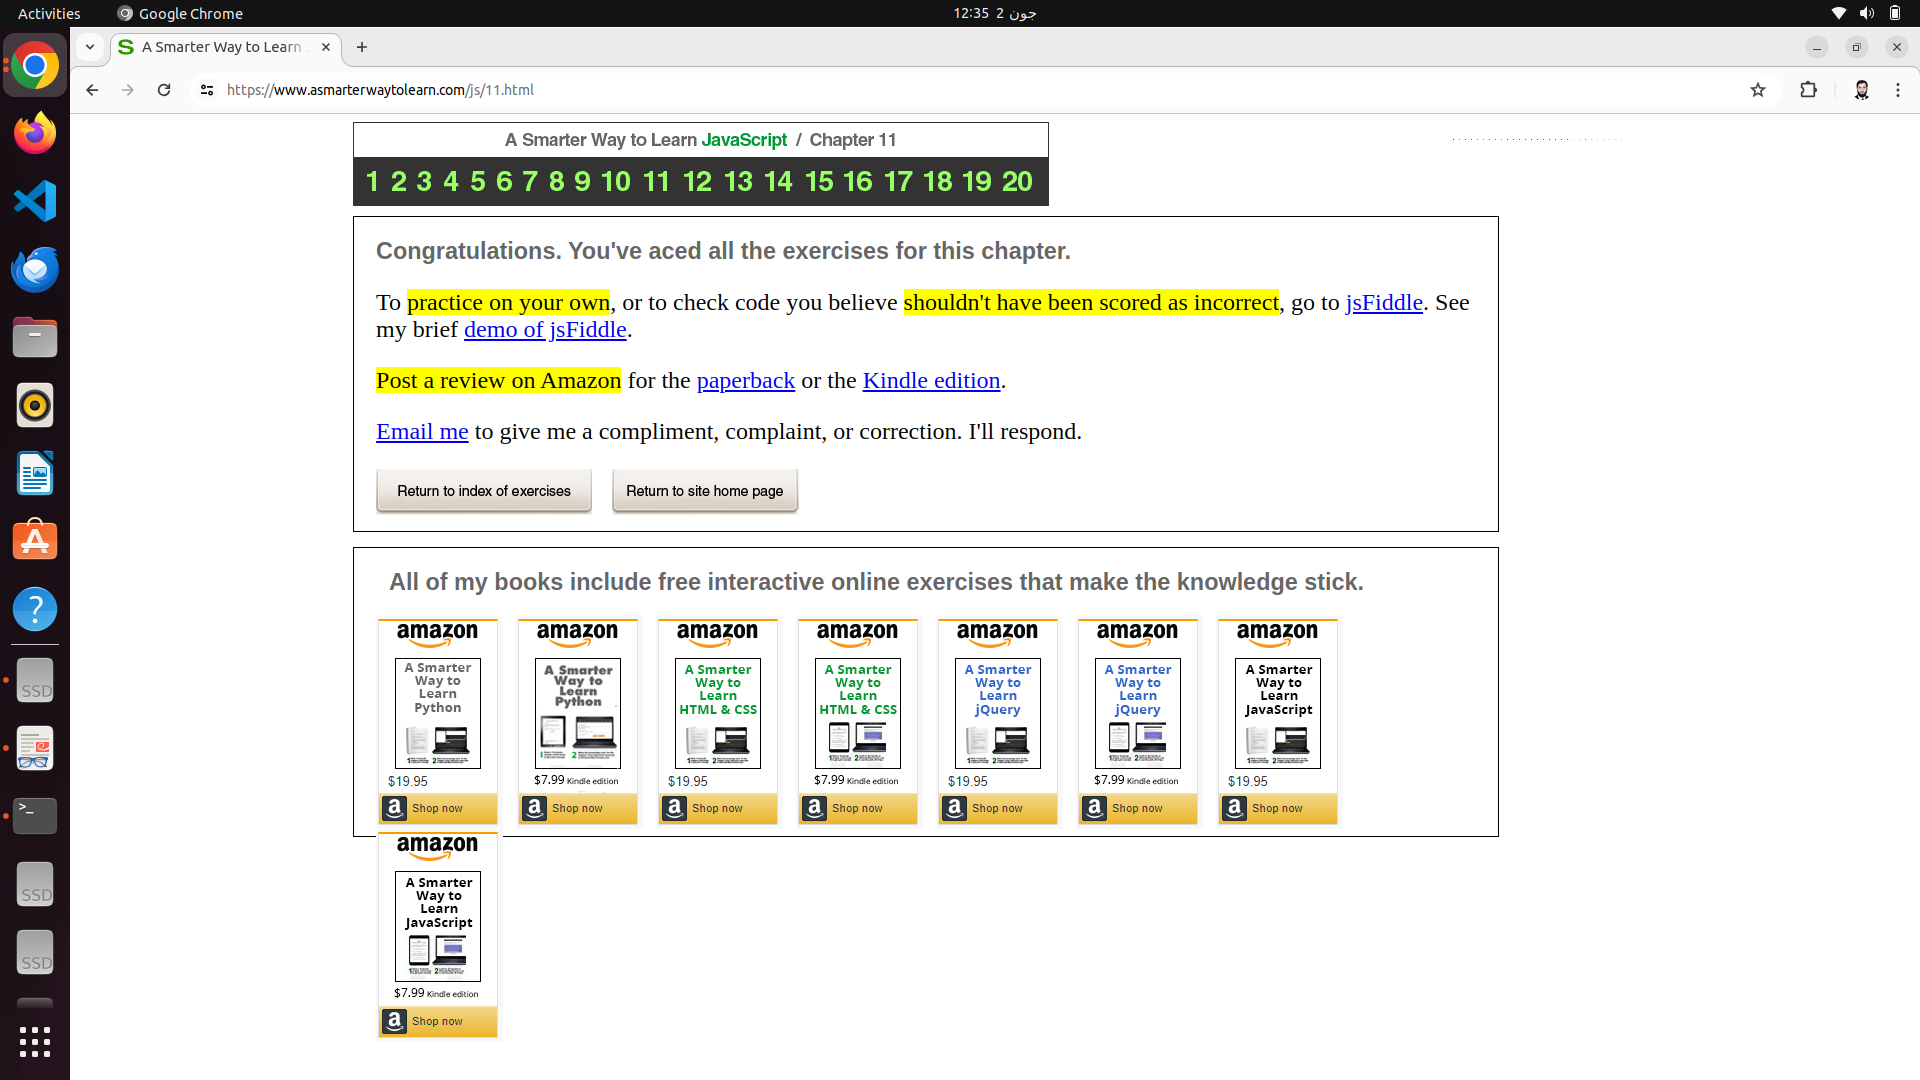 Activities
Google Chrome
12:35 2 جون
A Smarter Way to Learn
https://www.asmarterwaytolearn.com/js/11.html
A Smarter Way to Learn JavaScript / Chapter 11
1 2 3 4 5 6 7 8 9 10 11 12 13 14 15 16 17 18 19 20
Congratulations. You've aced all the exercises for this chapter.
To practice on your own, or to check code you believe shouldn't have been scored as incorrect, go to jsFiddle. See
my brief demo of jsFiddle.
Post a review on Amazon for the paperback or the Kindle edition.
Email me to give me a compliment, complaint, or correction. I'll respond.
Return to index of exercises
Return to site home page
All of my books include free interactive online exercises that make the knowledge stick.
amazon
A Smarter
Way to
Learn
Python
$19.95
Shop now
amazon
A Smarter
Way to
Learn
Python
$7.99 Kindle edition
Shop now
amazon
A Smarter
Way to
Learn
HTML & CSS
$19.95
Shop now
amazon
A Smarter
Way to
Learn
HTML & CSS
$7.99 Kindle edition
Shop now
amazon
A Smarter
Way to
Learn
jQuery
$19.95
Shop now
amazon
A Smarter
Way to
Learn
jQuery
$7.99 Kindle edition
Shop now
amazon
A Smarter
Way to
Learn
JavaScript
$19.95
Shop now
amazon
A Smarter
Way to
Learn
JavaScript
$7.99 Kindle edition
Shop now
SSD
SSD
SSD